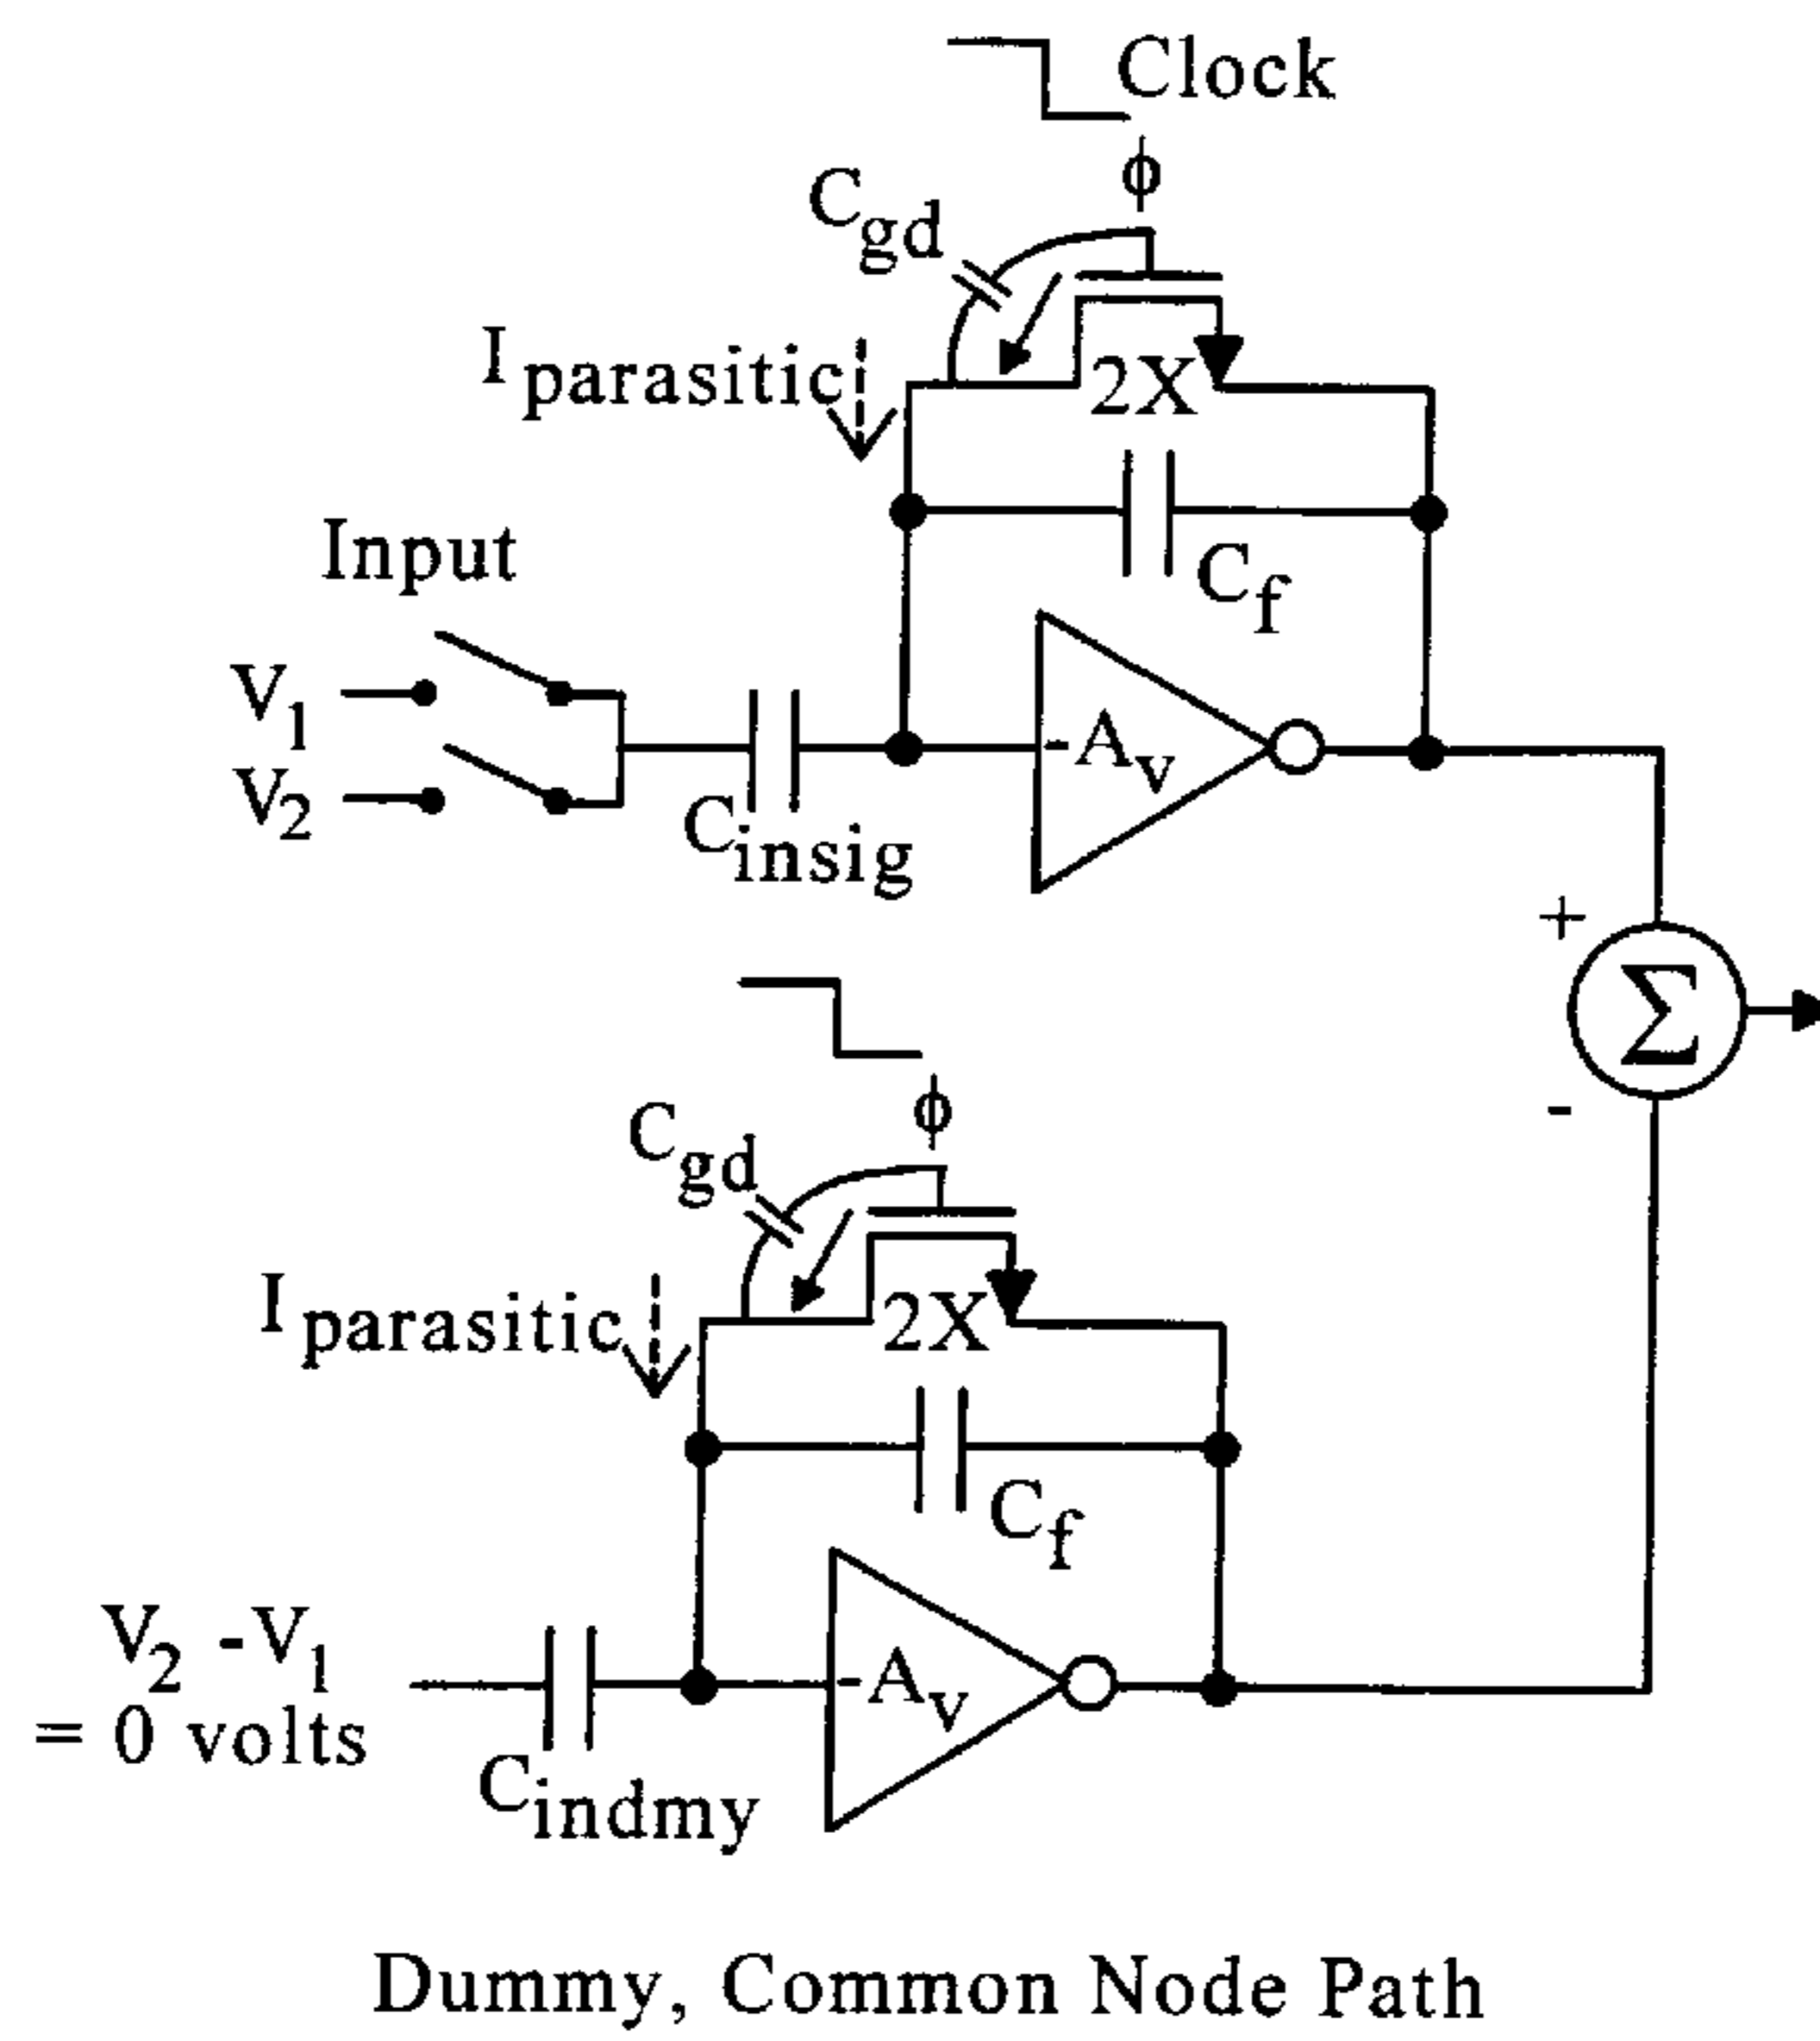 Clock
ϕ
Cgd
Iparasitic
2X
Cf
Input
V1
V2
-Av
Cinsig
+
Σ
-
ϕ
Cgd
Iparasitic
2X
Cf
V2 -V1
= 0 volts
-Av
Cindmy
Dummy, Common Node Path